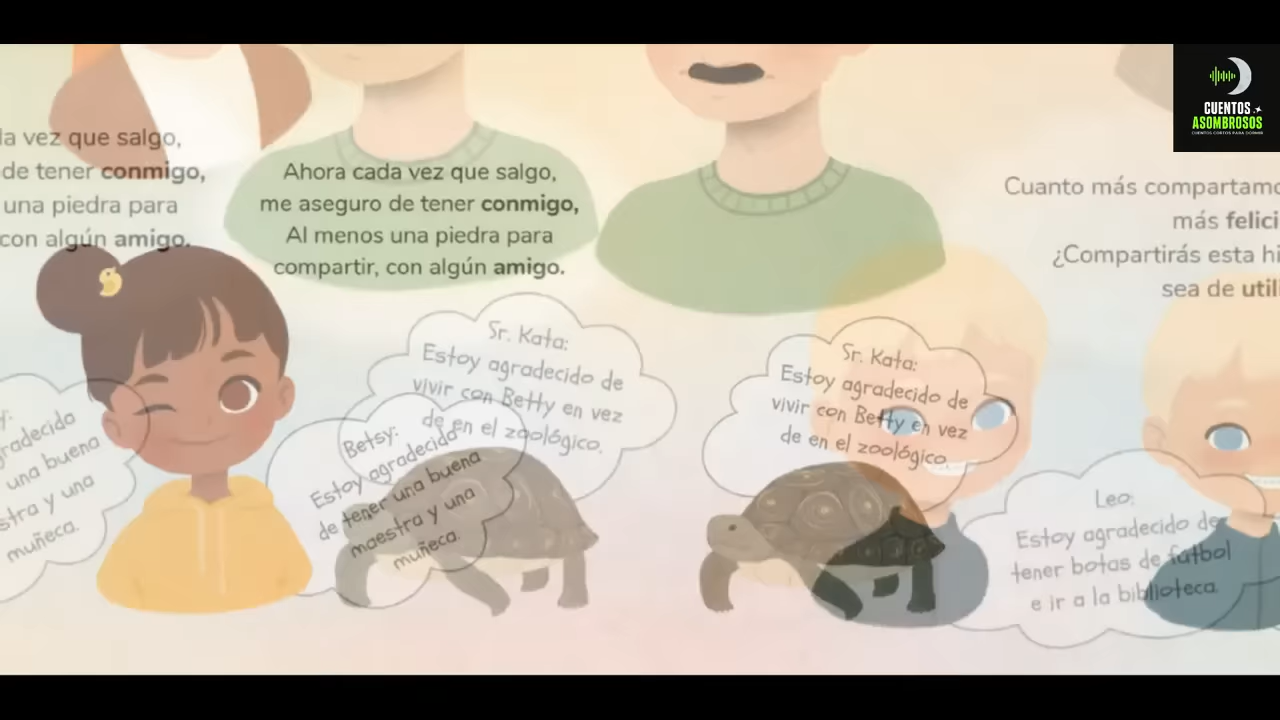 CUENTOS
ASOMBROSOS
CUENTOS CORTOS PARA DORMIR
vez que salgo,
de tener conmigo,
una piedra para
con algún amigo.
Ahora cada vez que salgo,
me aseguro de tener conmigo,
Al menos una piedra para
compartir, con algún amigo.
Cuanto más compartamo
más felici
¿Compartirás esta hi
sea de utili
una buena
y una
muñeca.
Betsy:
Estoy agradecida
de tener una buena
maestra y una
muñeca.
Sr. Kata:
Estoy agradecido de
vivir con Betty en vez
de en el zoológico.
Sr. Kata:
Estoy agradecido de
vivir con Betty en vez
de en el zoológico.
Leo:
Estoy agradecido de
tener botas de fútbol
e ir a la biblioteca.